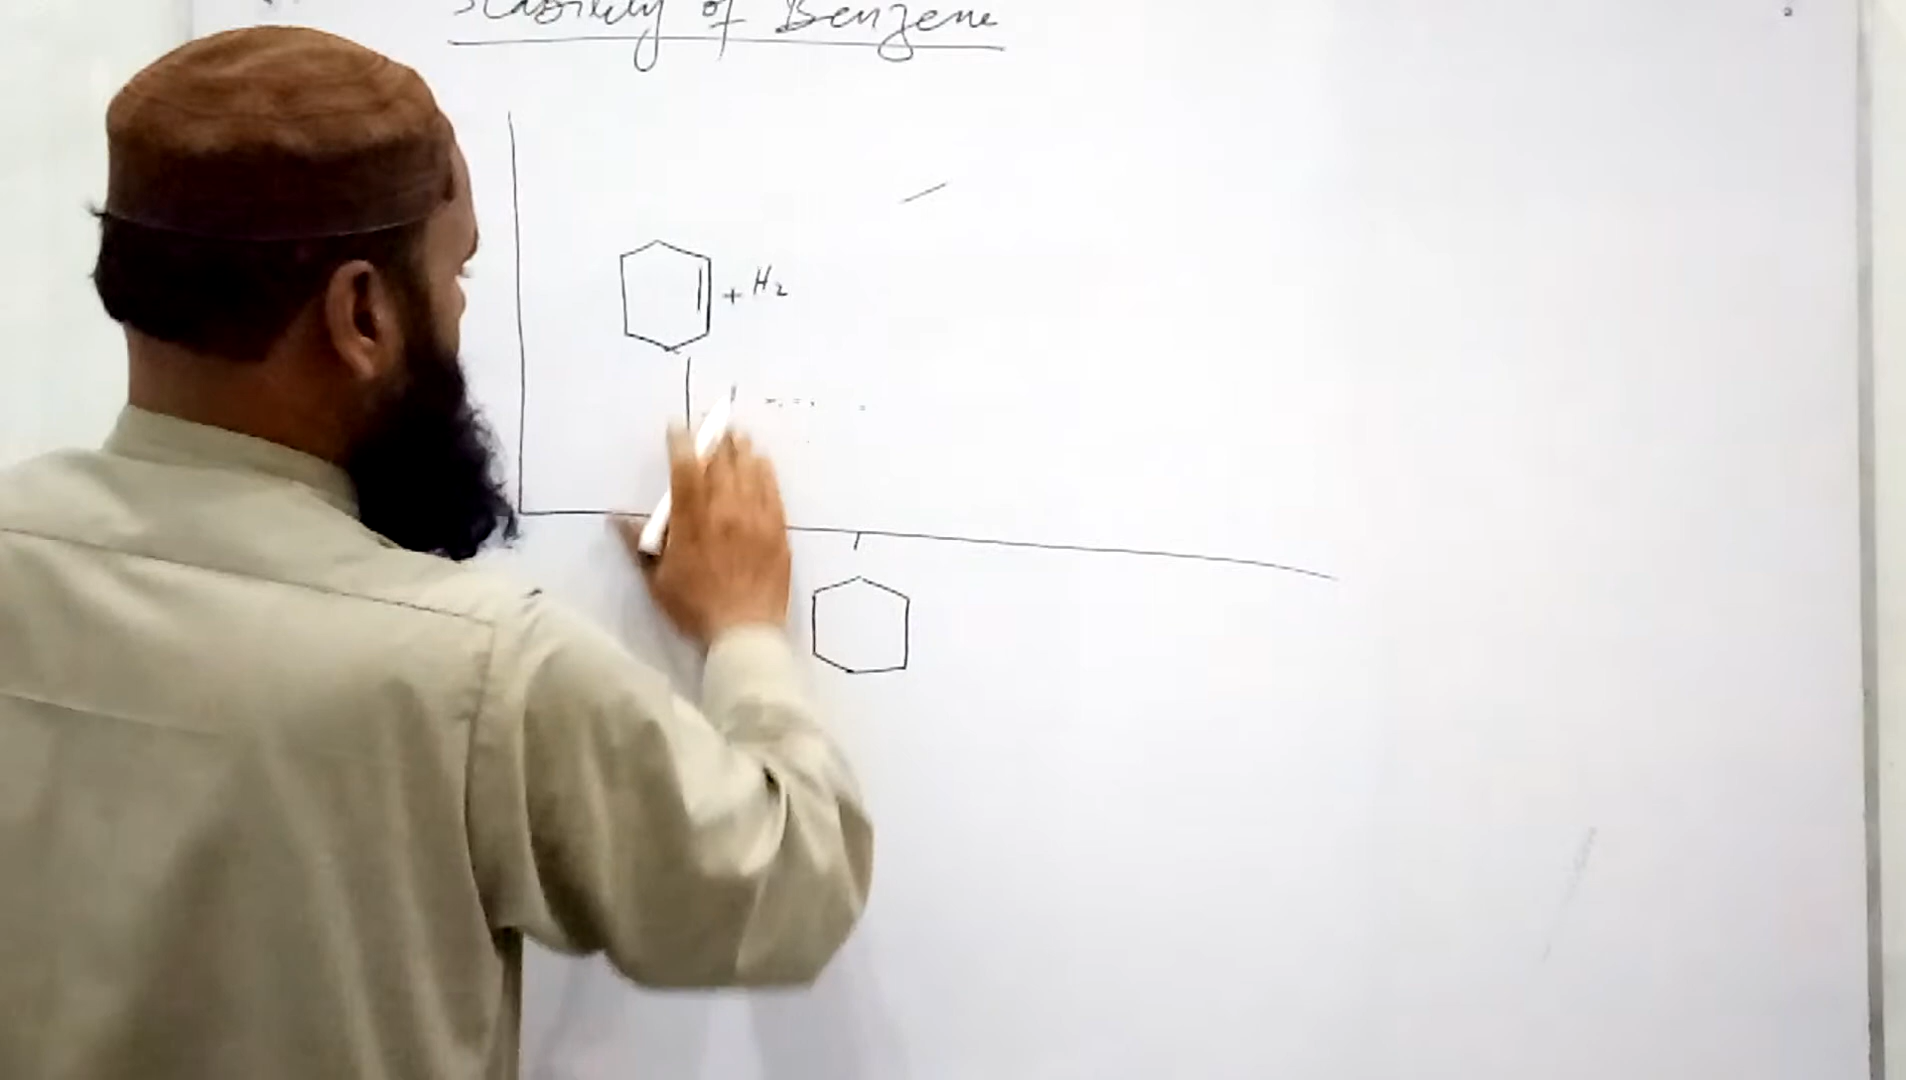 Stability of Benzene
+ H₂